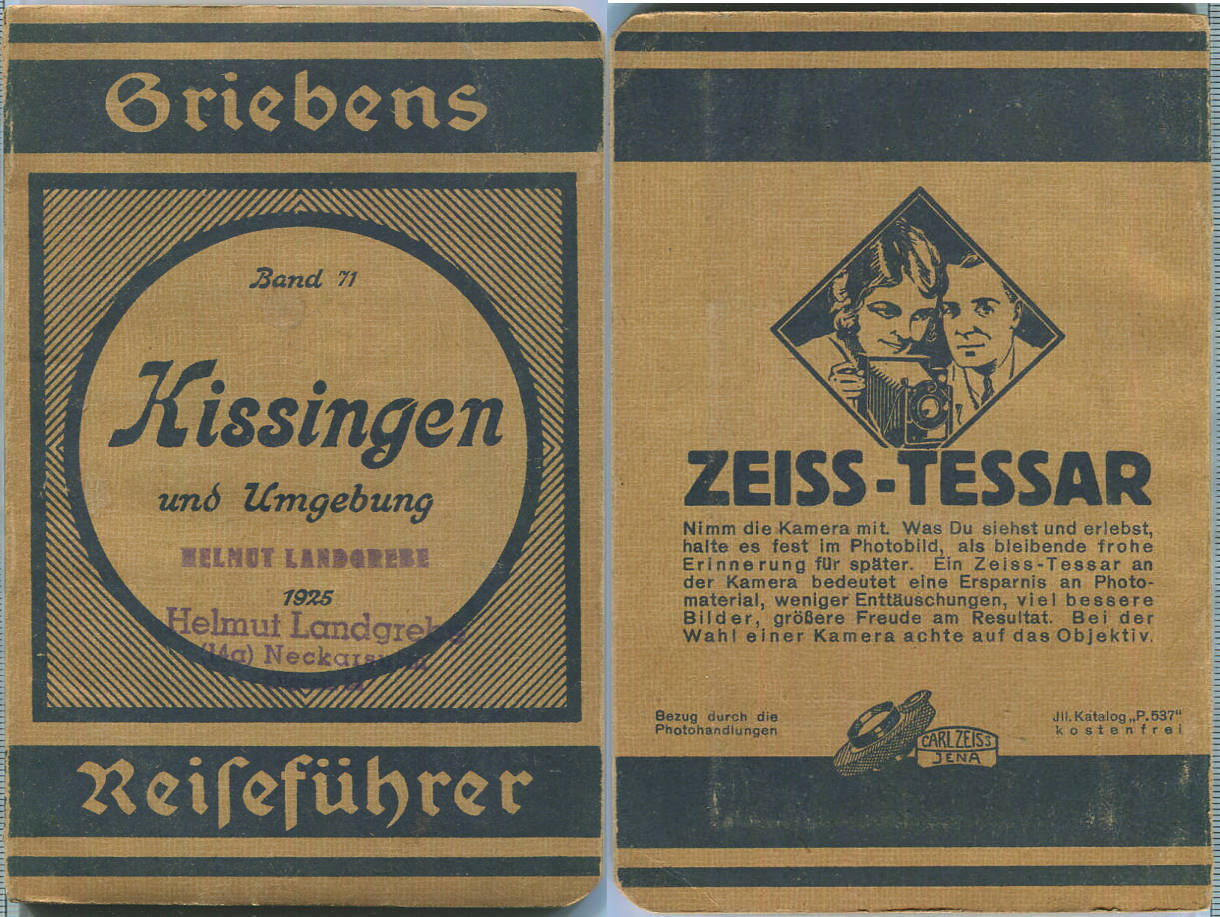 Griebens
Band 71
Kissingen
und Umgebung
HELMUT LANDGREBE
1925
Helmut Landgrebe
(14a) Neckarsulm
Reiseführer
ZEISS-TESSAR
Nimm die Kamera mit. Was Du siehst und erlebst,
halte es fest im Photobild, als bleibende frohe
Erinnerung für später. Ein Zeiss-Tessar an
der Kamera bedeutet eine Ersparnis an Photo-
material, weniger Enttäuschungen, viel bessere
Bilder, größere Freude am Resultat. Bei der
Wahl einer Kamera achte auf das Objektiv.
Bezug durch die
Photohandlungen
CARL ZEISS
JENA
Jll. Katalog „P. 537“
kostenfrei